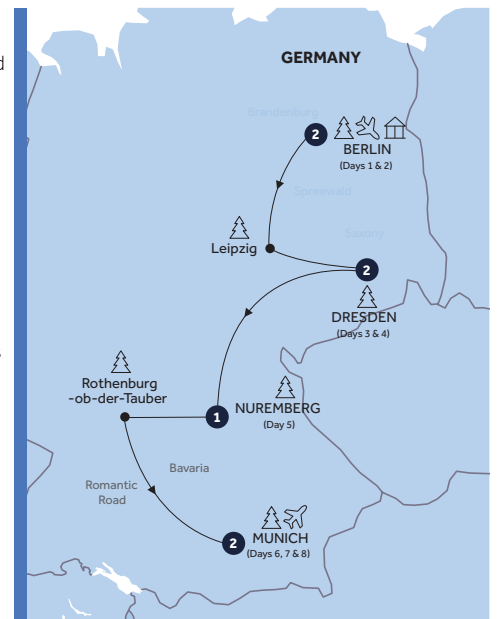 d
GERMANY
Brandenburg
2
BERLIN
(Days 1 & 2)
Spreewald
Saxony
Leipzig
2
DRESDEN
(Days 3 & 4)
Rothenburg
-ob-der-Tauber
1
NUREMBERG
(Day 5)
Bavaria
Romantic
Road
2
MUNICH
(Days 6, 7 & 8)